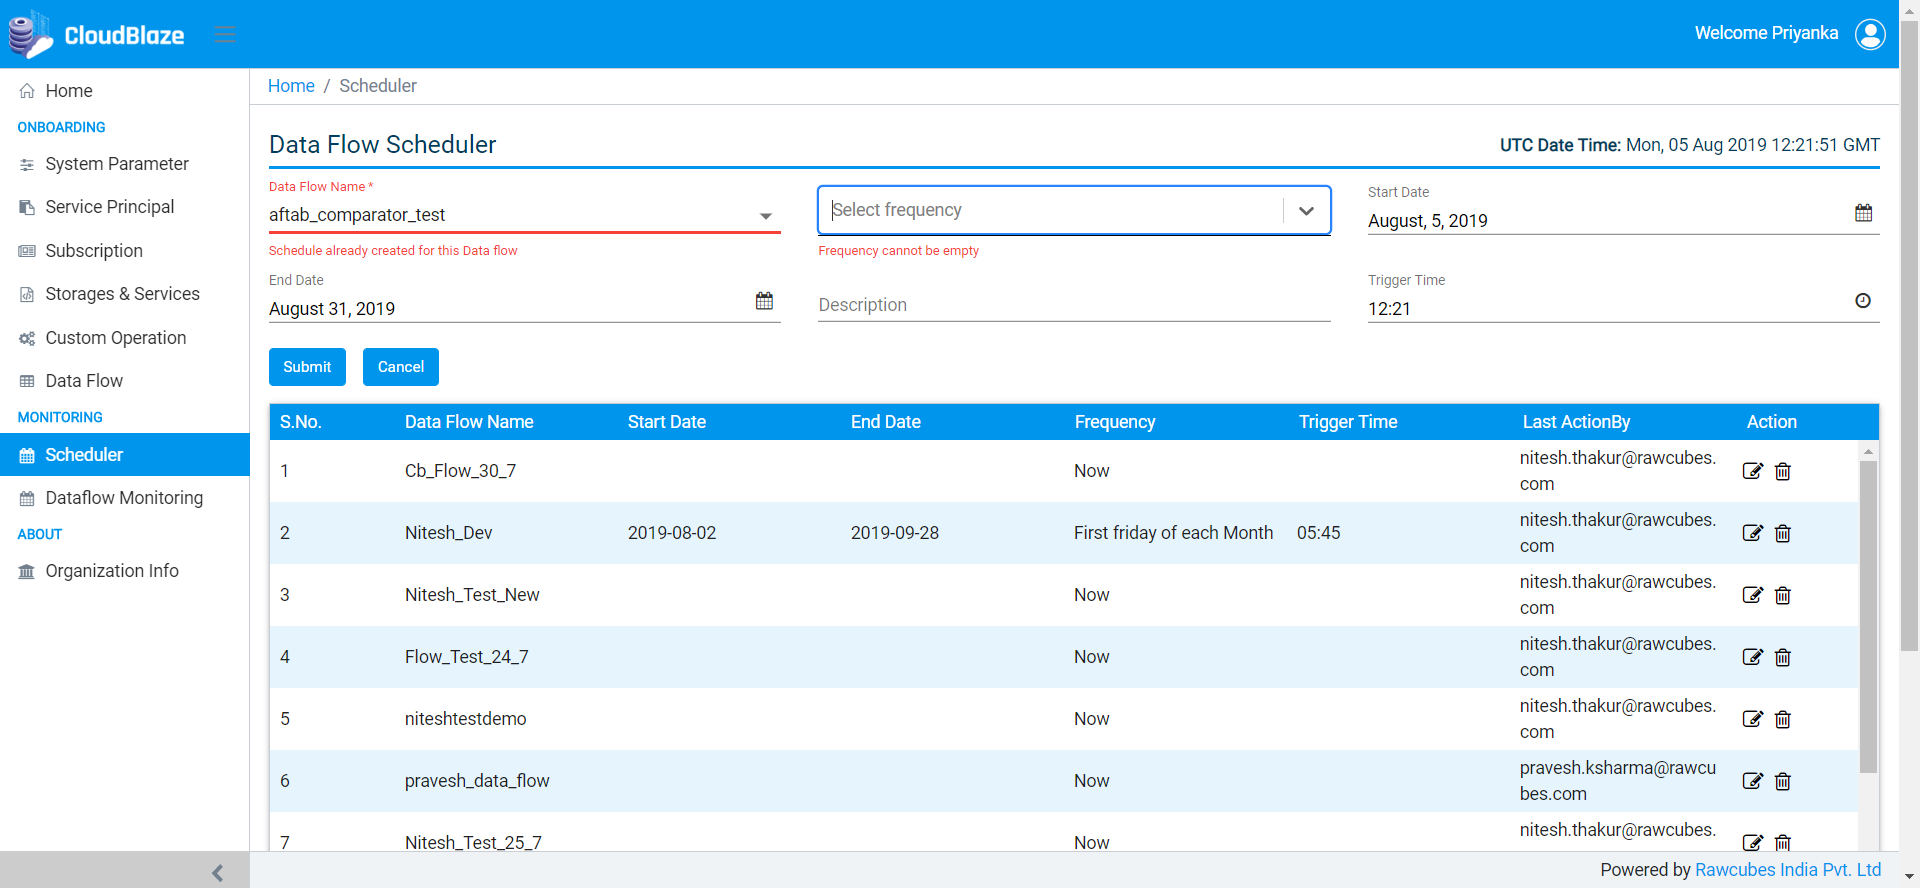 CloudBlaze
Welcome Priyanka
Home
ONBOARDING
System Parameter
Service Principal
Subscription
Storages & Services
Custom Operation
Data Flow
MONITORING
Scheduler
Dataflow Monitoring
ABOUT
Organization Info
Home / Scheduler
Data Flow Scheduler
UTC Date Time: Mon, 05 Aug 2019 12:21:51 GMT
Data Flow Name *
aftab_comparator_test
Schedule already created for this Data flow
Select frequency
Frequency cannot be empty
Start Date
August, 5, 2019
End Date
August 31, 2019
Description
Trigger Time
12:21
Submit Cancel
S.No. Data Flow Name Start Date End Date Frequency Trigger Time Last ActionBy Action
1 Cb_Flow_30_7 Now nitesh.thakur@rawcubes.
com
2 Nitesh_Dev 2019-08-02 2019-09-28 First friday of each Month 05:45 nitesh.thakur@rawcubes.
com
3 Nitesh_Test_New Now nitesh.thakur@rawcubes.
com
4 Flow_Test_24_7 Now nitesh.thakur@rawcubes.
com
5 niteshtestdemo Now nitesh.thakur@rawcubes.
com
6 pravesh_data_flow Now pravesh.ksharma@rawcu
bes.com
7 Nitesh_Test_25_7 Now nitesh.thakur@rawcubes.
Powered by Rawcubes India Pvt. Ltd